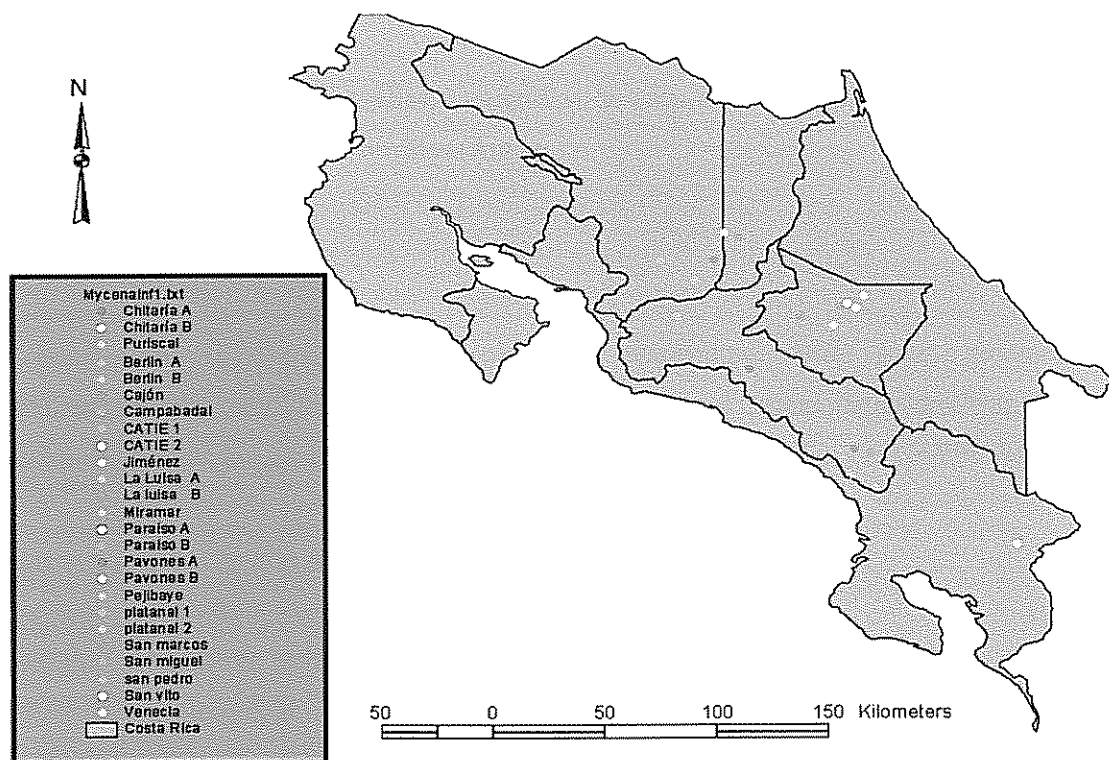 N
Mycenainf1.txt
Chitaría A
Chitaría B
Puriscal
Berlin A
Berlin B
Cajón
Campabadal
CATIE 1
CATIE 2
Jiménez
La Luisa A
La luisa B
Miramar
Paraiso A
Paraiso B
Pavones A
Pavones B
Pejibaye
platanal 1
platanal 2
San marcos
San miguel
san pedro
San vito
Venecia
Costa Rica
50 0 50 100 150 Kilometers